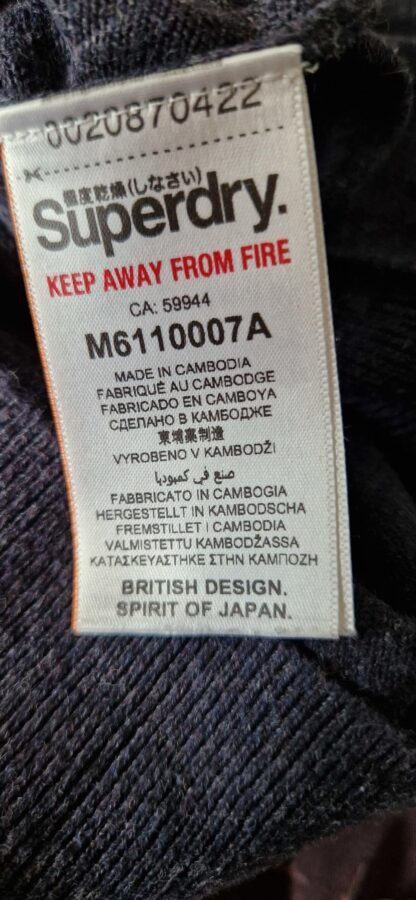 0020870422
極度乾燥(しなさい)
Superdry.
KEEP AWAY FROM FIRE
CA: 59944
M6110007A
MADE IN CAMBODIA
FABRIQUÉ AU CAMBODGE
FABRICADO EN CAMBOYA
СДЕЛАНО В КАМБОДЖЕ
柬埔寨制造
VYROBENO V KAMBODŽI
صنع في كمبوديا
FABBRICATO IN CAMBOGIA
HERGESTELLT IN KAMBODSCHA
FREMSTILLET I CAMBODIA
VALMISTETTU KAMBODŽASSA
ΚΑΤΑΣΚΕΥΑΣΤΗΚΕ ΣΤΗΝ ΚΑΜΠΟΖΗ
BRITISH DESIGN.
SPIRIT OF JAPAN.